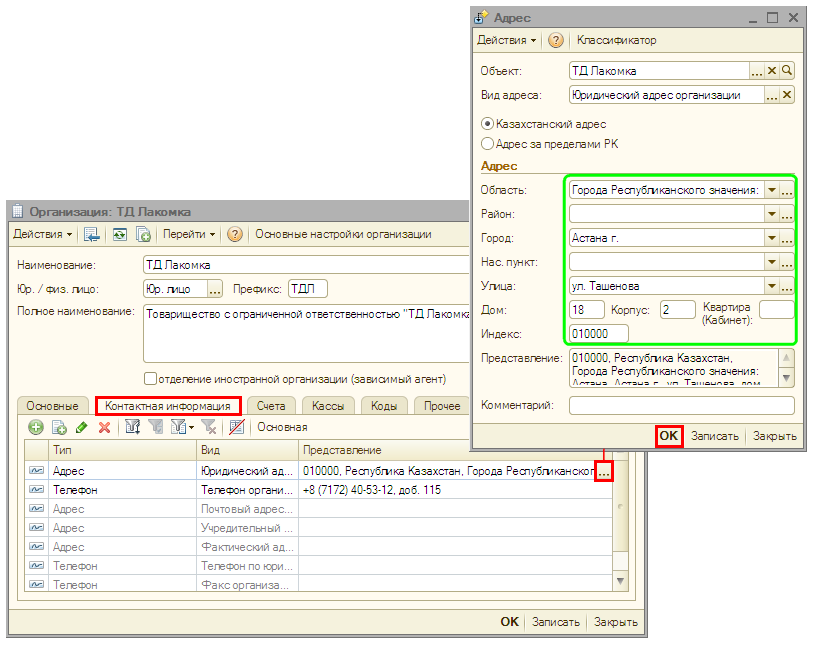 Адрес
Действия Классификатор
Объект: ТД Лакомка
Вид адреса: Юридический адрес организации
Казахстанский адрес
Адрес за пределами РК
Адрес
Область: Города Республиканского значения:
Район:
Город: Астана г.
Нас. пункт:
Улица: ул. Ташенова
Дом: 18 Корпус: 2 Квартира
(Кабинет):
Индекс: 010000
Представление: 010000, Республика Казахстан,
Города Республиканского значения:
Астана, Астана г., ул. Ташенова, дом
Комментарий:
OK Записать Закрыть
Организация: ТД Лакомка
Действия Перейти Основные настройки организации
Наименование: ТД Лакомка
Юр. / физ. лицо: Юр. лицо ... Префикс: ТДЛ
Полное наименование: Товарищество с ограниченной ответственностью "ТД Лакомка
отделение иностранной организации (зависимый агент)
Основные Контактная информация Счета Кассы Коды Прочее
Основная
Тип Вид Представление
Адрес Юридический ад... 010000, Республика Казахстан, Города Республиканског ...
Телефон Телефон органи... +8 (7172) 40-53-12, доб. 115
Адрес Почтовый адрес...
Адрес Учредительный
Адрес Фактический ад...
Телефон Телефон по юри...
Телефон Факс организа...
OK Записать Закрыть